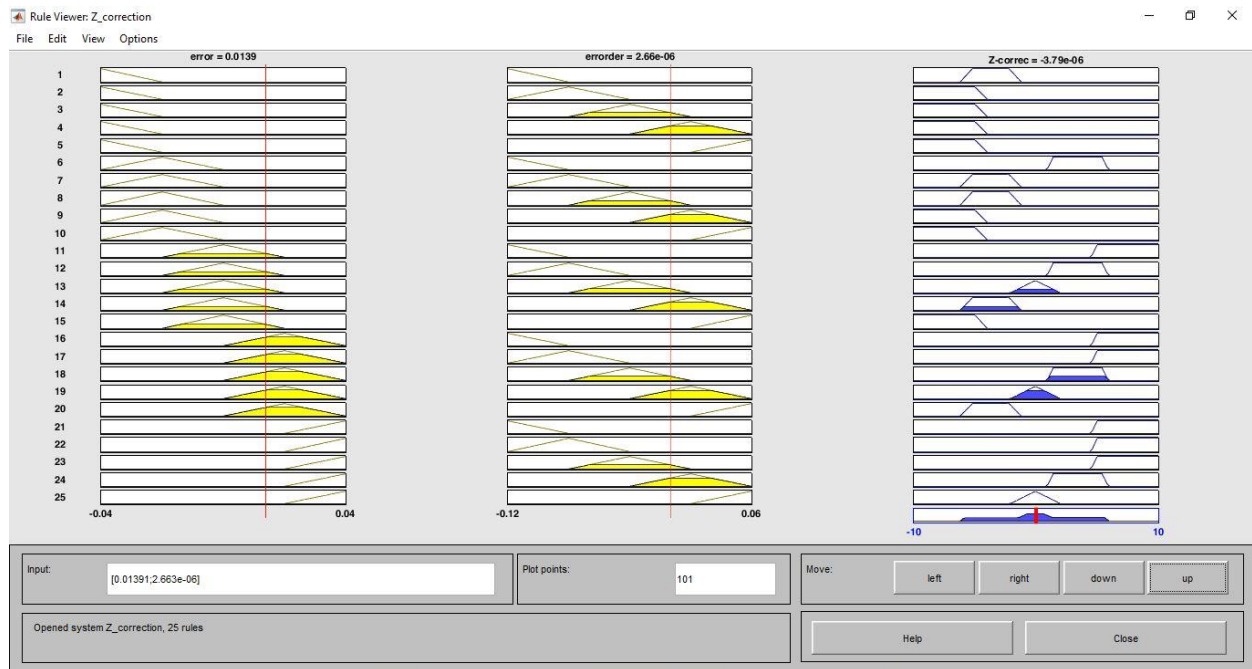 Rule Viewer: Z_correction
File Edit View Options
error = 0.0139
errorder = 2.66e-06
Z-correc = -3.79e-06
1
2
3
4
5
6
7
8
9
10
11
12
13
14
15
16
17
18
19
20
21
22
23
24
25
-0.04 0.04
-0.12 0.06
-10 10
Input: [0.01391;2.663e-06]
Plot points: 101
Move: left right down up
Opened system Z_correction, 25 rules
Help Close